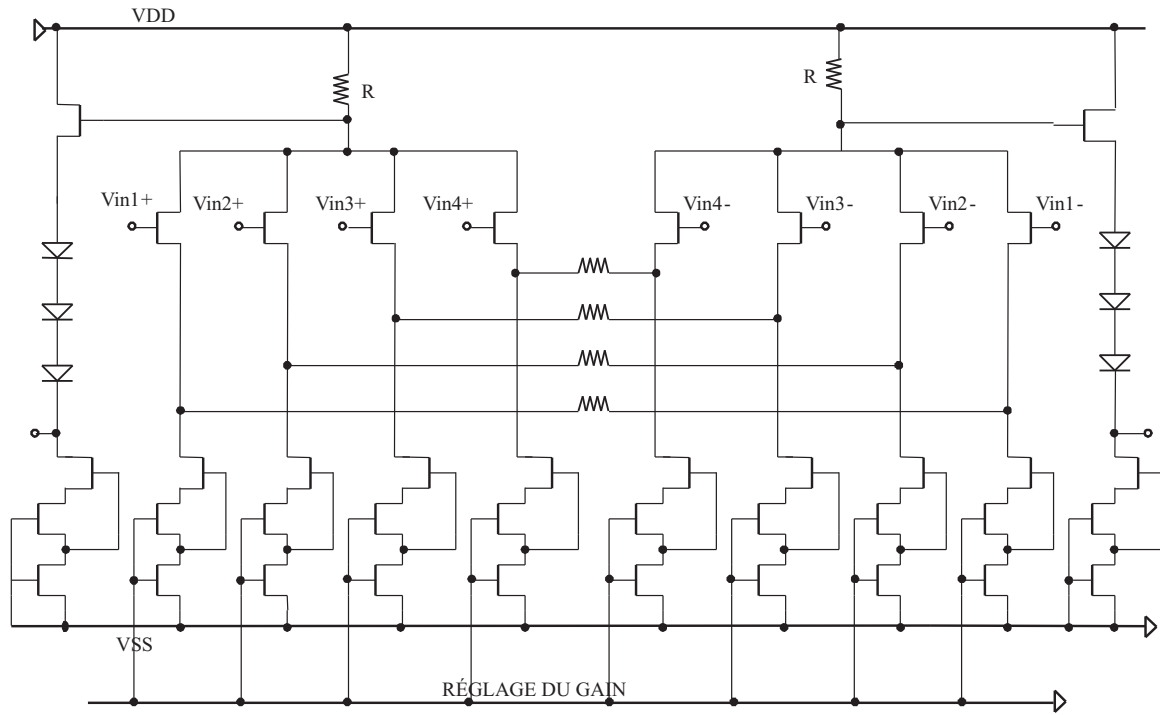 VDD
R
R
Vin1+
Vin2+
Vin3+
Vin4+
Vin4-
Vin3-
Vin2-
Vin1-
VSS
RÉGLAGE DU GAIN